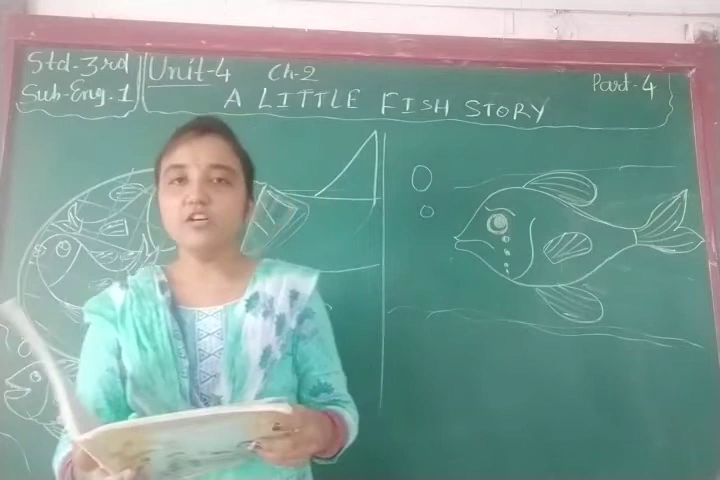 Std-3rd
Sub-Eng.1
Unit-4 Ch-2
Part-4
A LITTLE FISH STORY